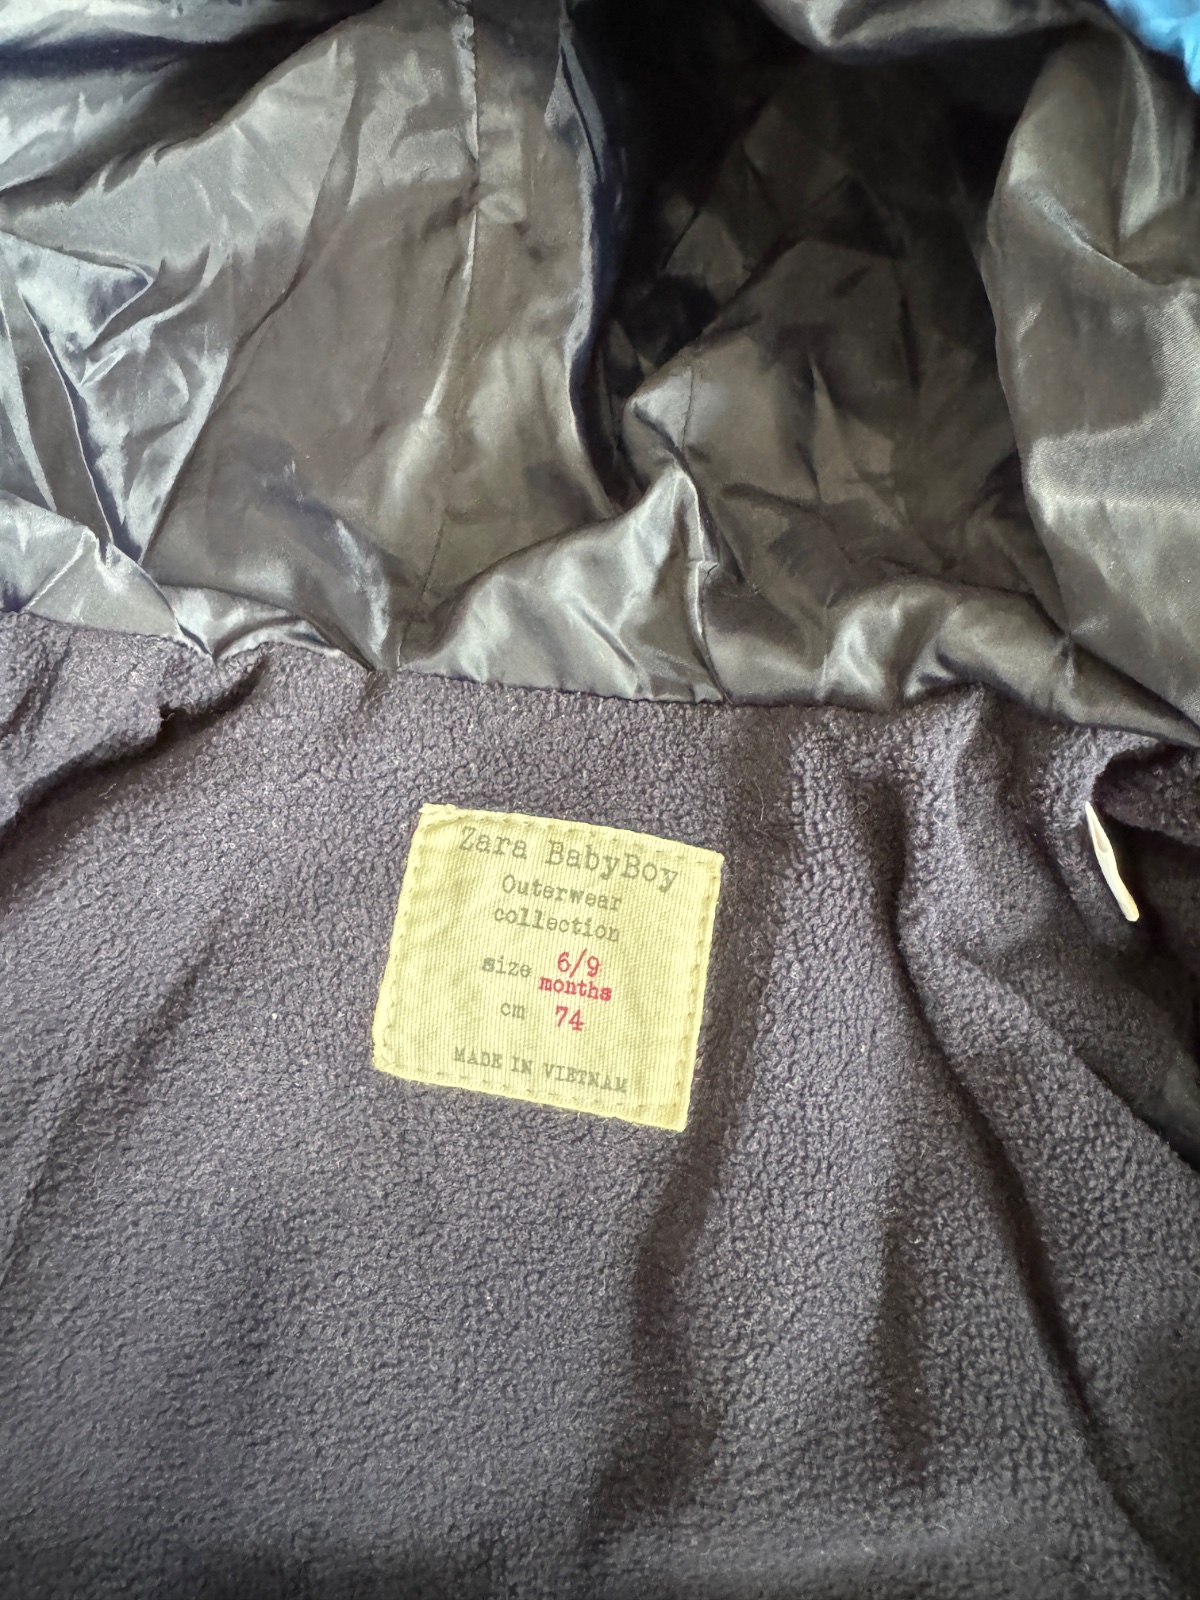 Zara BabyBoy
Outerwear
collection
size 6/9
months
cm 74
MADE IN VIETNAM